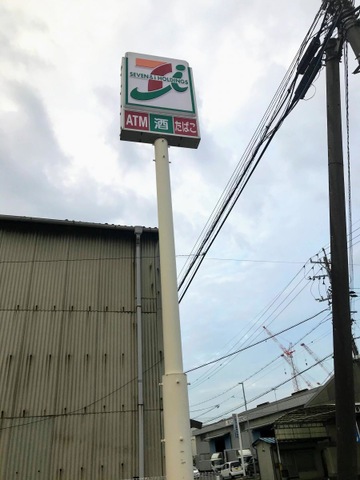 SEVEN & i HOLDINGS
ATM 酒 たばこ